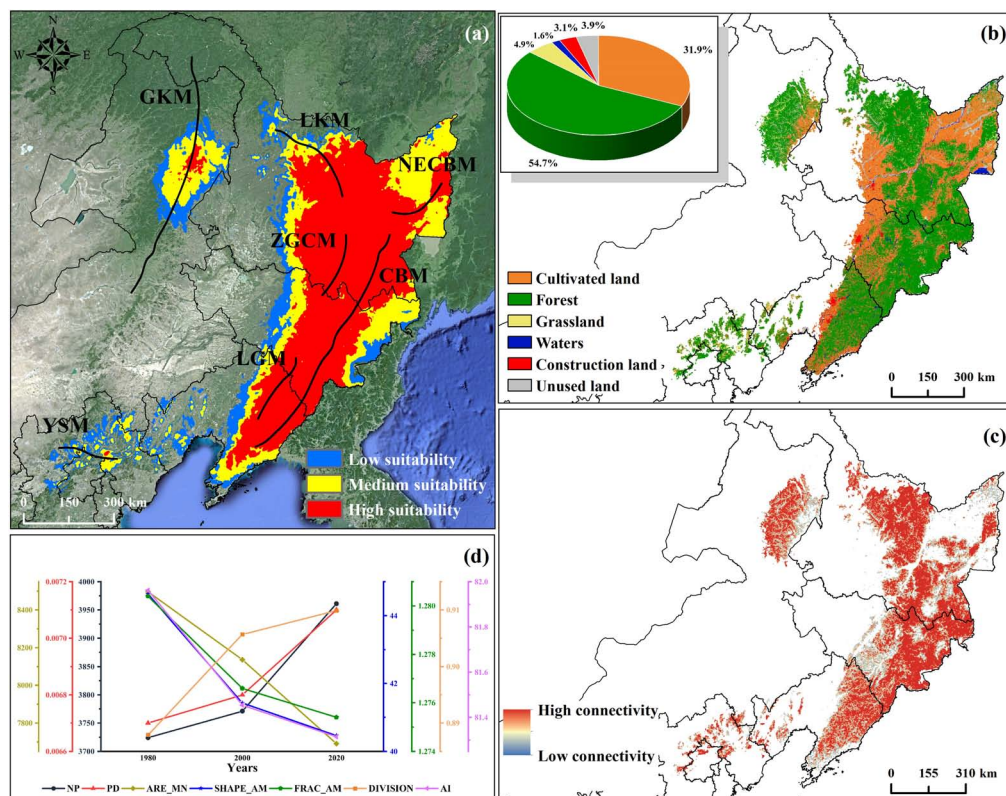 (a)
N
W E
S
GKM
LKM
NECBM
ZGCM
CBM
LGM
YSM
Low suitability
Medium suitability
High suitability
0 150 300 km
(b)
3.1% 3.9%
1.6%
4.9%
31.9%
54.7%
Cultivated land
Forest
Grassland
Waters
Construction land
Unused land
0 150 300 km
(c)
High connectivity
Low connectivity
0 155 310 km
(d)
8400
8200
8000
7800
7600
0.0072
0.0070
0.0068
0.0066
4000
3950
3900
3850
3800
3750
3700
44
42
40
1.280
1.278
1.276
1.274
0.91
0.90
0.89
82.0
81.8
81.6
81.4
1980 2000 2020
Years
NP PD ARE_MN SHAPE_AM FRAC_AM DIVISION AI